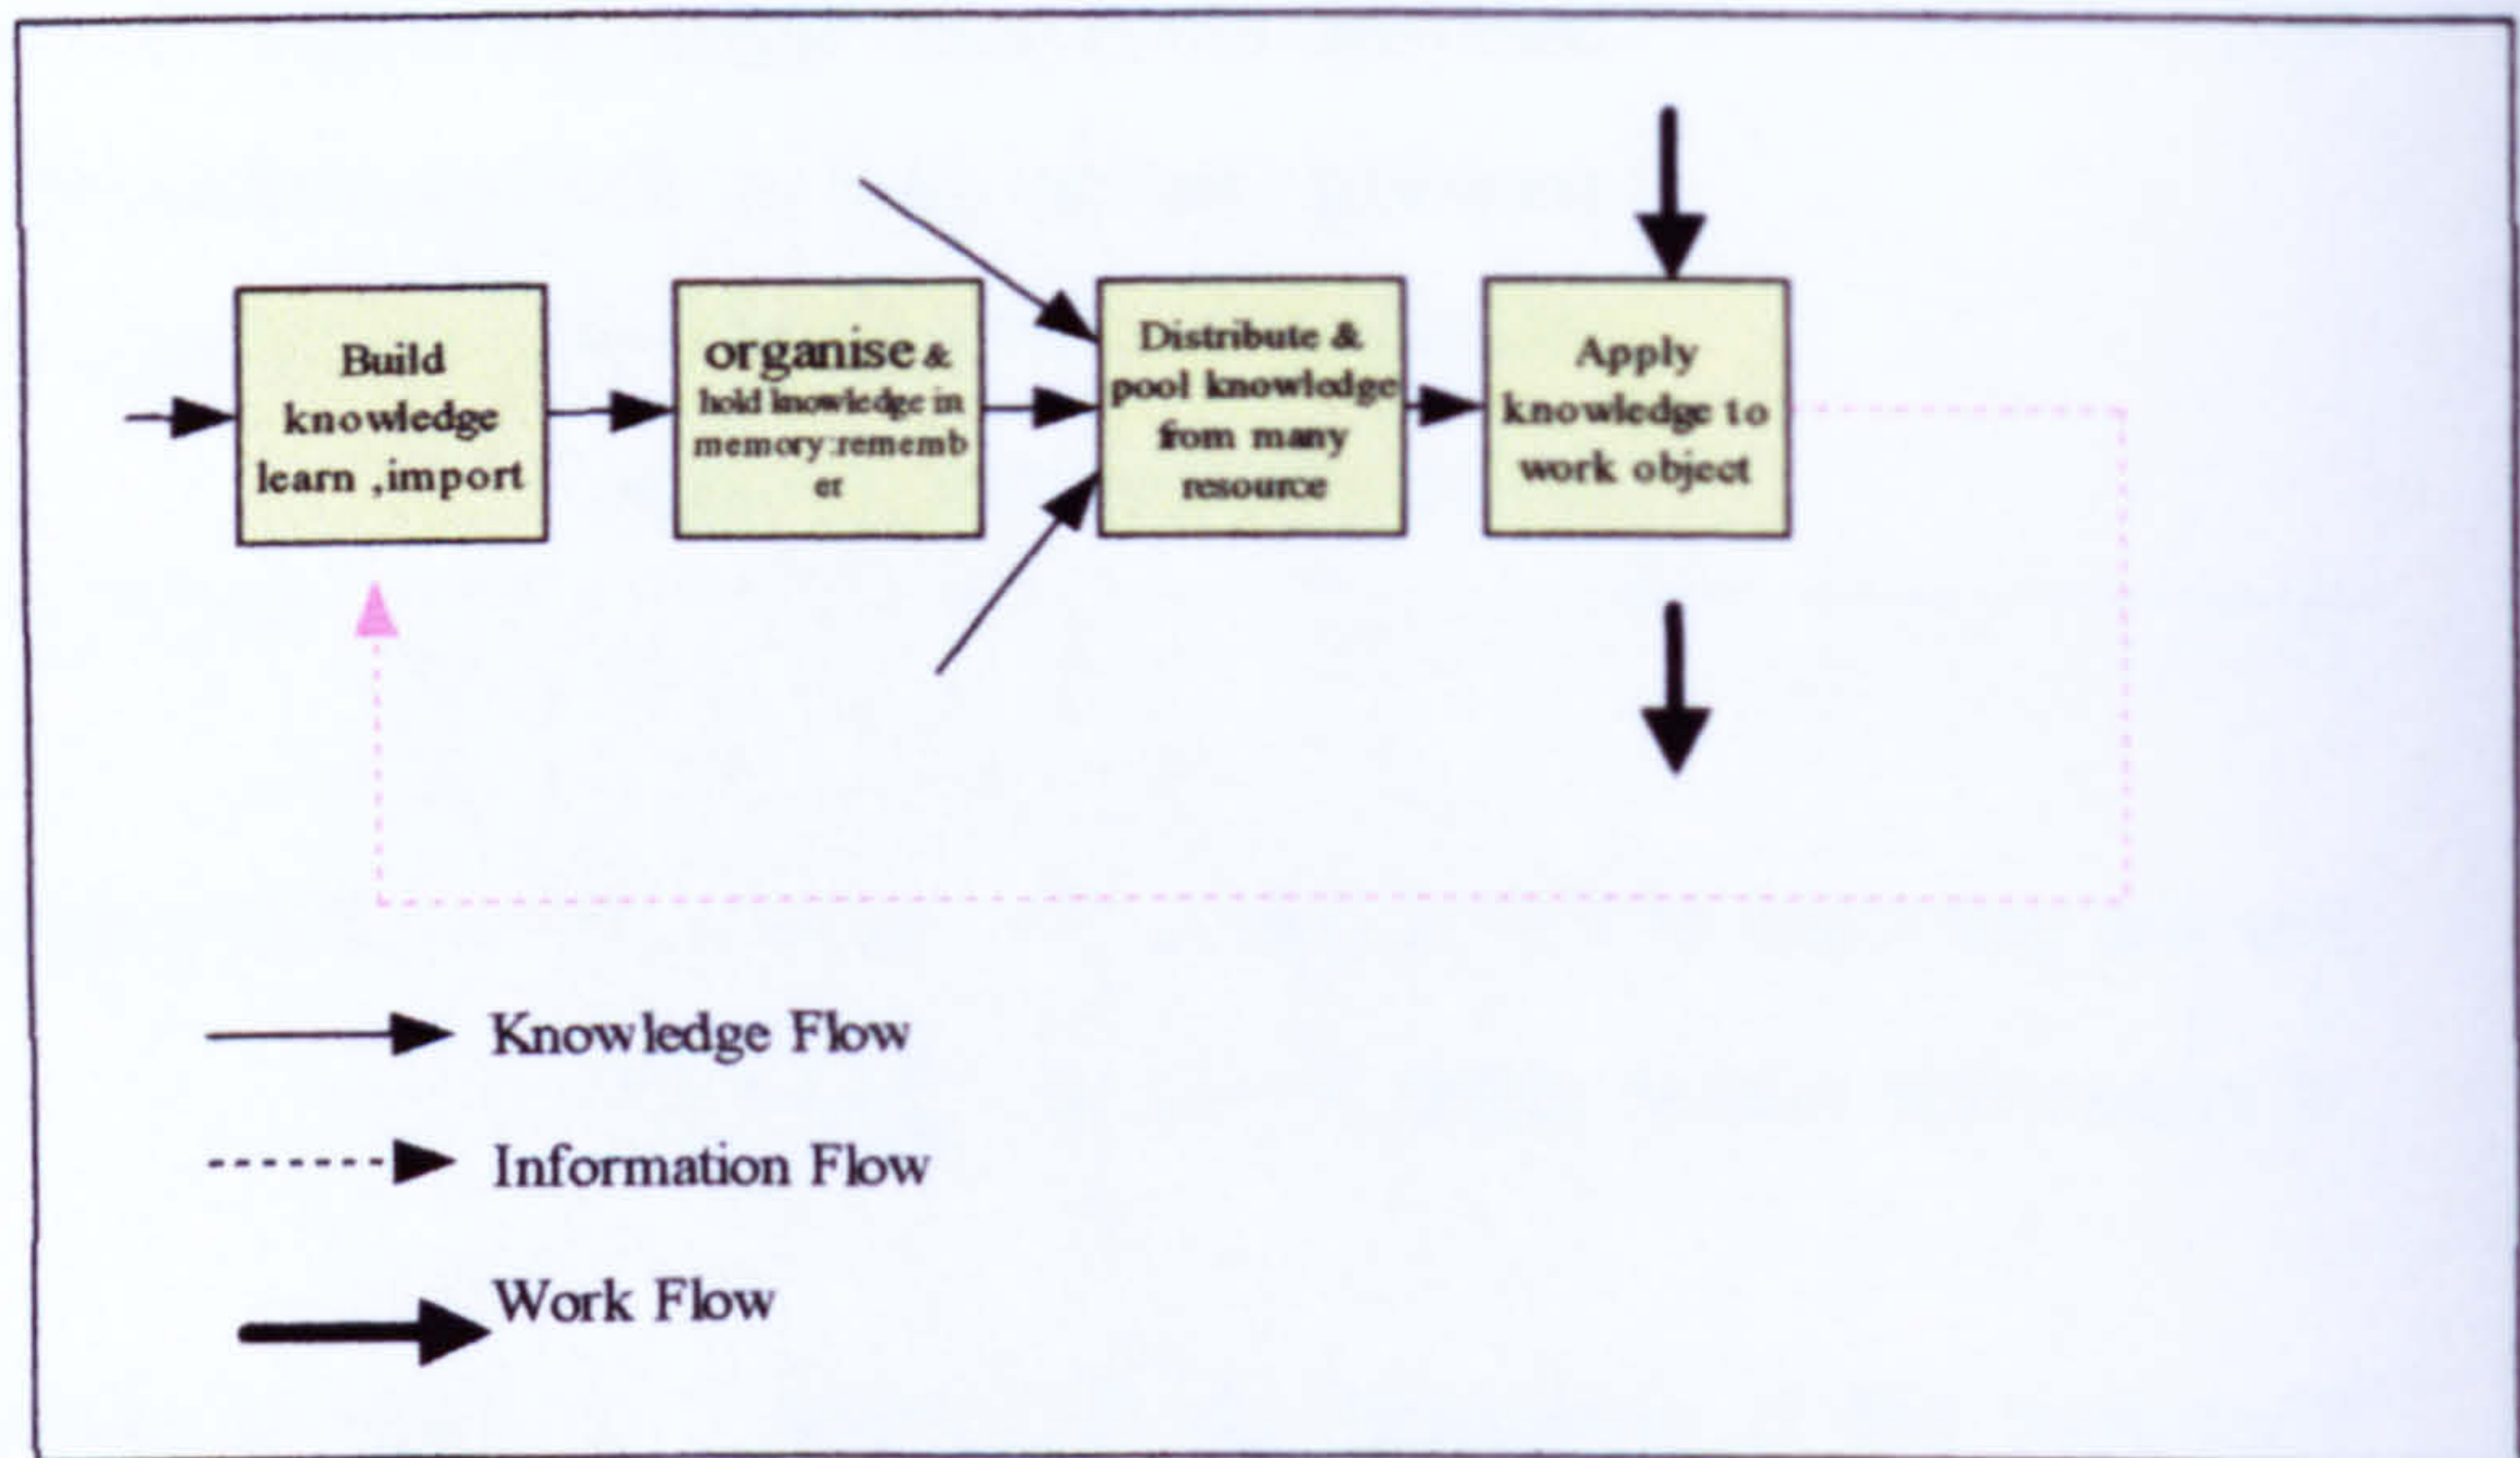 Build
knowledge
learn ,import
organise &
hold knowledge in
memory:rememb
er
Distribute &
pool knowledge
from many
resource
Apply
knowledge to
work object
Knowledge Flow
Information Flow
Work Flow